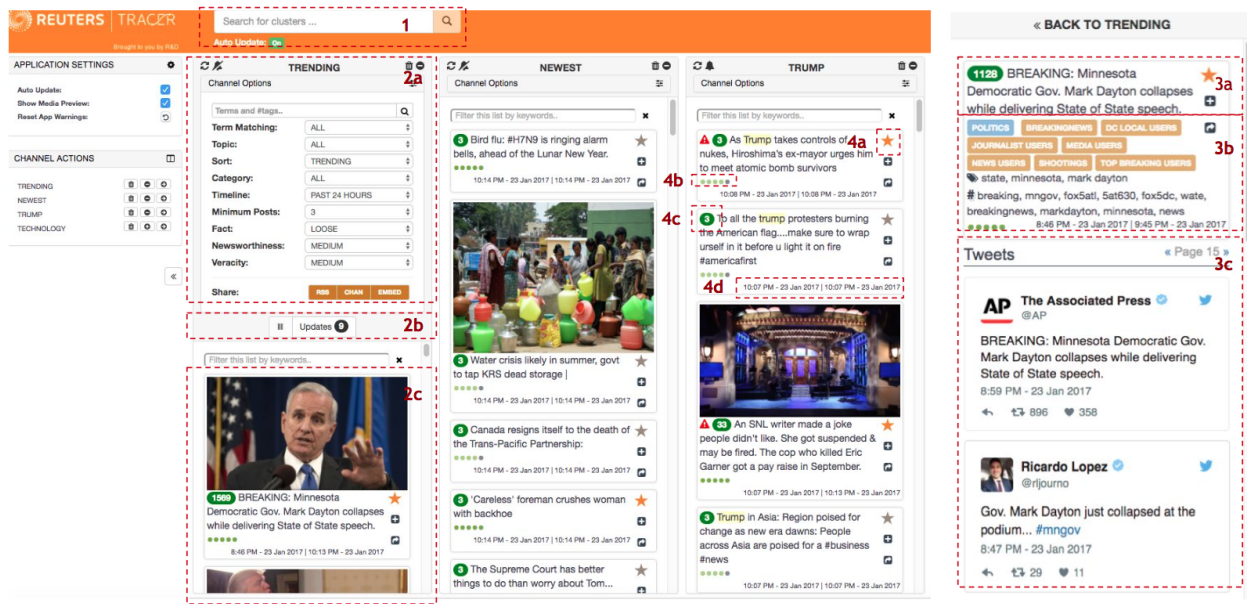 REUTERS TRACER
Brought to you by R&D
Search for clusters ...
1
Auto Update: On
APPLICATION SETTINGS
Auto Update:
Show Media Preview:
Reset App Warnings:
CHANNEL ACTIONS
TRENDING
NEWEST
TRUMP
TECHNOLOGY
«
TRENDING
2a
Channel Options
Terms and #tags..
Term Matching: ALL
Topic: ALL
Sort: TRENDING
Category: ALL
Timeline: PAST 24 HOURS
Minimum Posts: 3
Fact: LOOSE
Newsworthiness: MEDIUM
Veracity: MEDIUM
Share: RSS CHAN EMBED
Updates 9
2b
Filter this list by keywords..
2c
1569 BREAKING: Minnesota
Democratic Gov. Mark Dayton collapses
while delivering State of State speech.
8:46 PM - 23 Jan 2017 | 10:13 PM - 23 Jan 2017
NEWEST
Channel Options
Filter this list by keywords..
3 Bird flu: #H7N9 is ringing alarm
bells, ahead of the Lunar New Year.
10:14 PM - 23 Jan 2017 | 10:14 PM - 23 Jan 2017
3 Water crisis likely in summer, govt
to tap KRS dead storage |
10:14 PM - 23 Jan 2017 | 10:14 PM - 23 Jan 2017
3 Canada resigns itself to the death of
the Trans-Pacific Partnership:
10:14 PM - 23 Jan 2017 | 10:14 PM - 23 Jan 2017
3 'Careless' foreman crushes woman
with backhoe
10:14 PM - 23 Jan 2017 | 10:14 PM - 23 Jan 2017
3 The Supreme Court has better
things to do than worry about Tom...
TRUMP
Channel Options
Filter this list by keywords..
4a
3 As Trump takes controls of
nukes, Hiroshima's ex-mayor urges him
to meet atomic bomb survivors
4b
10:08 PM - 23 Jan 2017 | 10:08 PM - 23 Jan 2017
4c
3 To all the trump protesters burning
the American flag....make sure to wrap
urself in it before u light it on fire
#americafirst
4d
10:07 PM - 23 Jan 2017 | 10:07 PM - 23 Jan 2017
33 An SNL writer made a joke
people didn't like. She got suspended &
may be fired. The cop who killed Eric
Garner got a pay raise in September.
10:07 PM - 23 Jan 2017 | 10:13 PM - 23 Jan 2017
3 Trump in Asia: Region poised for
change as new era dawns: People
across Asia are poised for a #business
#news
10:07 PM - 23 Jan 2017 | 10:07 PM - 23 Jan 2017
« BACK TO TRENDING
1128 BREAKING: Minnesota
Democratic Gov. Mark Dayton collapses
while delivering State of State speech.
3a
POLITICS BREAKINGNEWS DC LOCAL USERS
JOURNALIST USERS MEDIA USERS
NEWS USERS SHOOTINGS TOP BREAKING USERS
3b
state, minnesota, mark dayton
# breaking, mngov, fox5atl, 5at630, fox5dc, wate,
breakingnews, markdayton, minnesota, news
8:46 PM - 23 Jan 2017 | 9:45 PM - 23 Jan 2017
Tweets
« Page 15 »
3c
AP
The Associated Press
@AP
BREAKING: Minnesota Democratic Gov.
Mark Dayton collapses while delivering
State of State speech.
8:59 PM - 23 Jan 2017
896 358
Ricardo Lopez
@rljourno
Gov. Mark Dayton just collapsed at the
podium... #mngov
8:47 PM - 23 Jan 2017
29 11